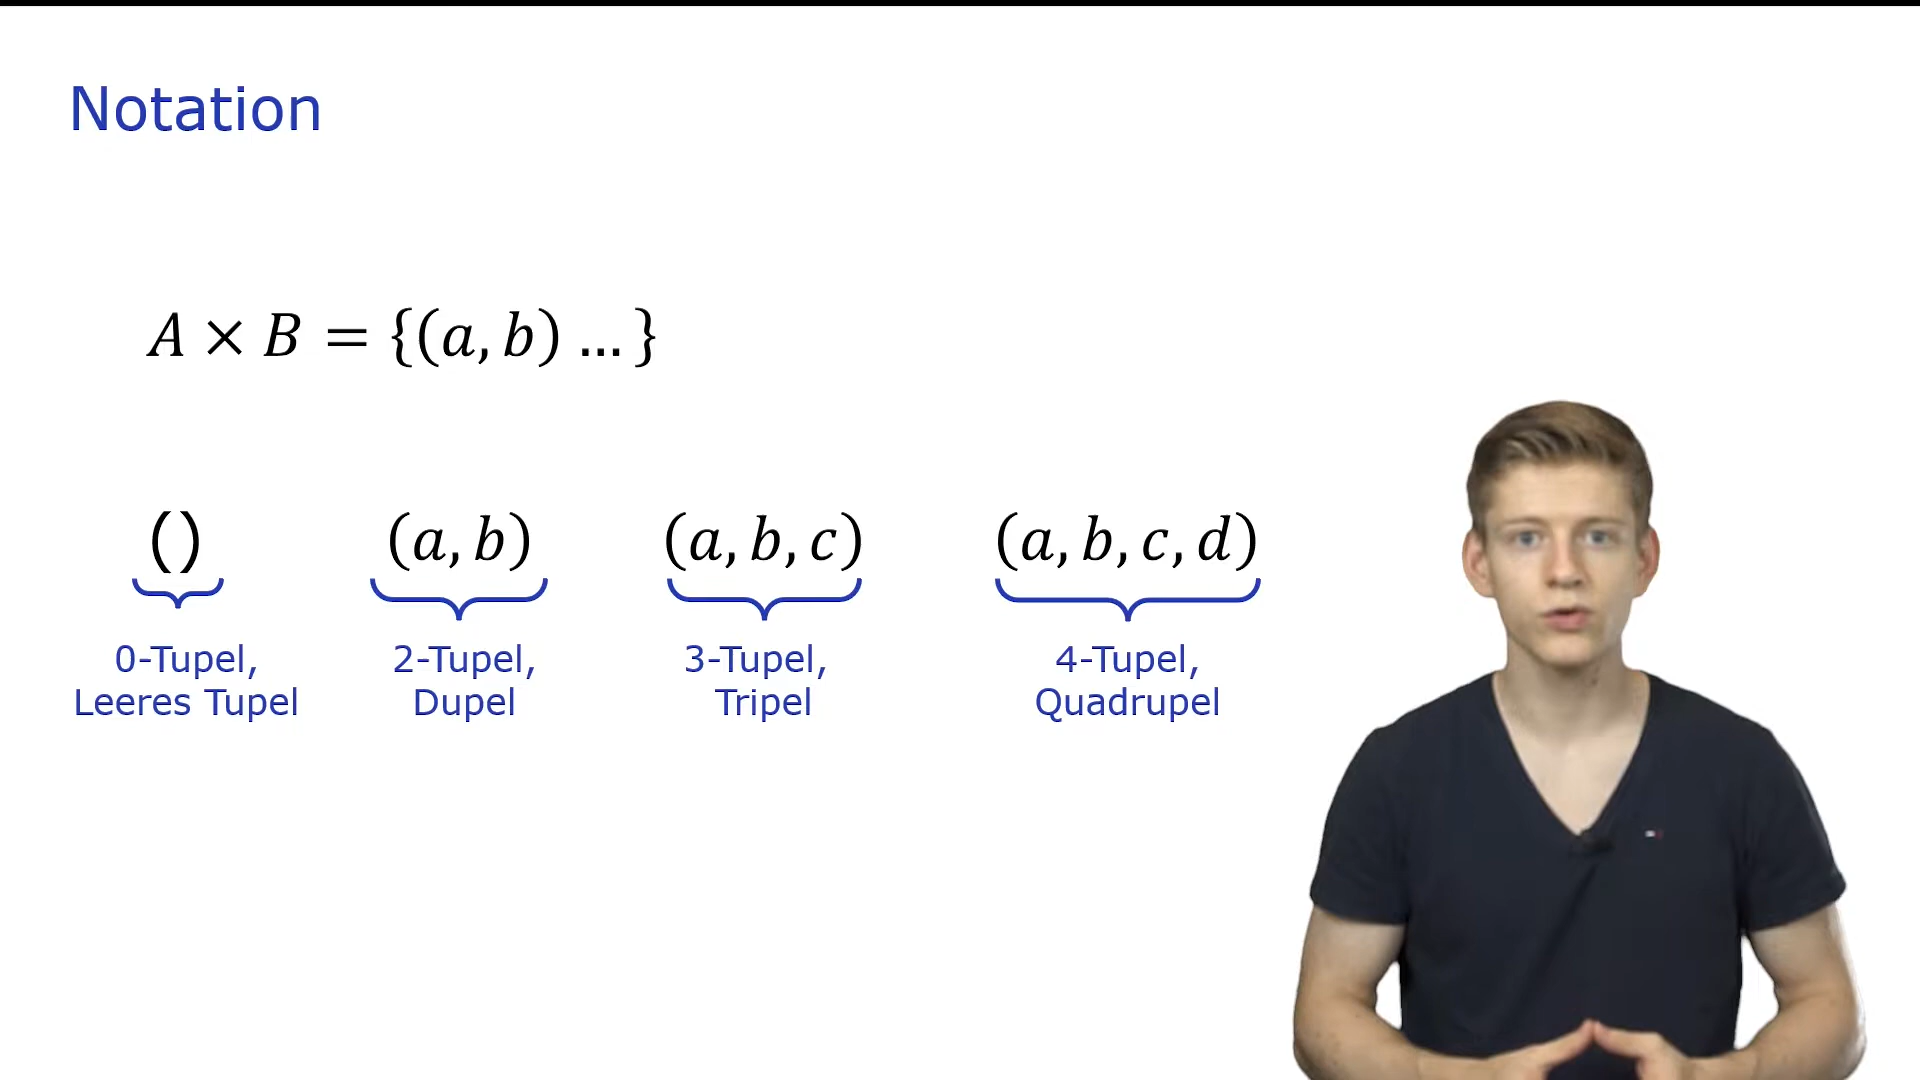 Notation
A × B = {(a, b) ... }
() (a, b) (a, b, c) (a, b, c, d)
0-Tupel, 2-Tupel, 3-Tupel, 4-Tupel,
Leeres Tupel Dupel Tripel Quadrupel